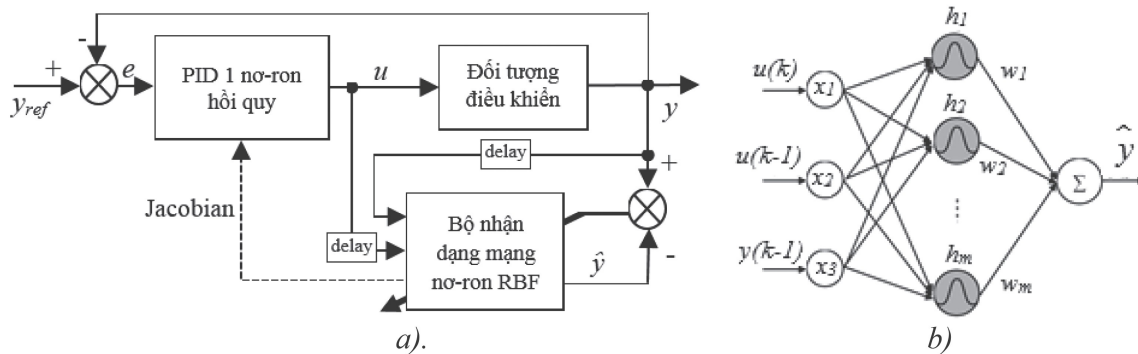 -
+
y_ref
e
PID 1 nơ-ron
hồi quy
u
Đối tượng
điều khiển
y
delay
+
Jacobian
delay
Bộ nhận
dạng mạng
nơ-ron RBF
ŷ
-
a).
u(k)
u(k-1)
y(k-1)
x1
x2
x3
h1
h2
hm
w1
w2
wm
Σ
ŷ
b)